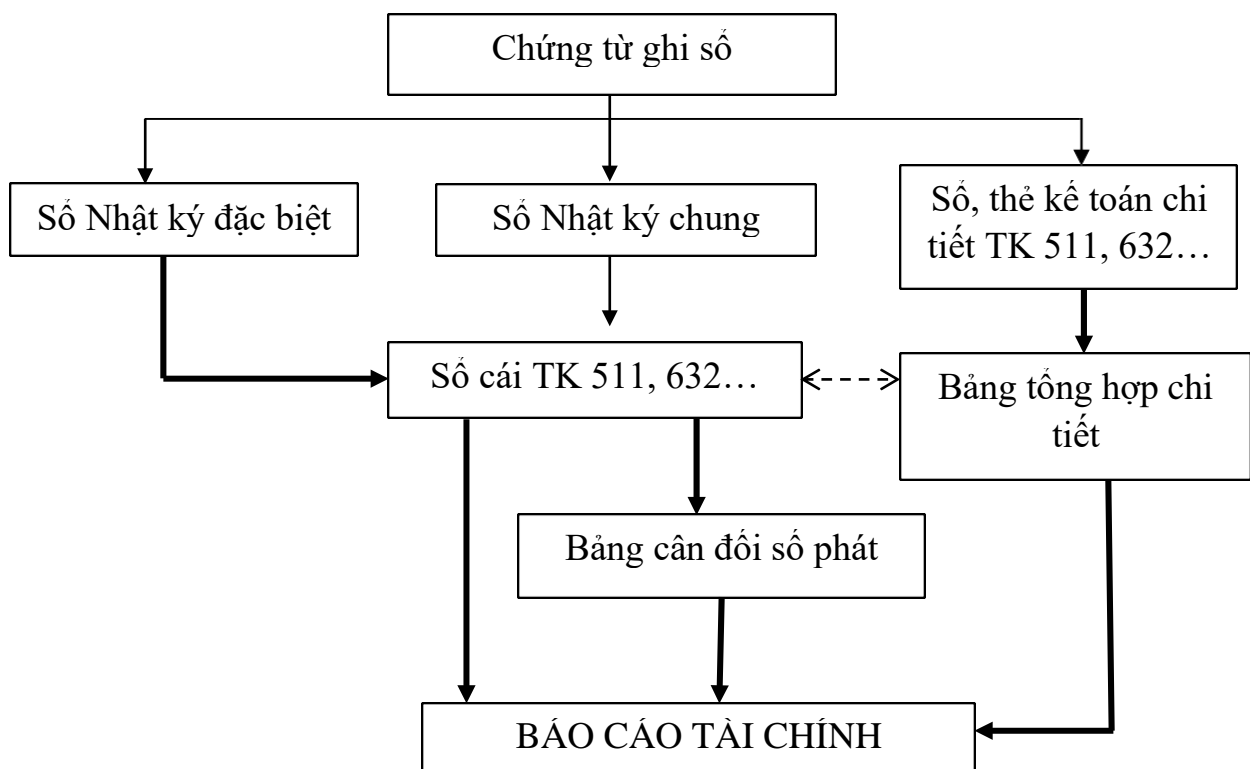 Chứng từ ghi sổ
Sổ Nhật ký đặc biệt
Sổ Nhật ký chung
Sổ, thẻ kế toán chi
tiết TK 511, 632…
Sổ cái TK 511, 632…
Bảng tổng hợp chi
tiết
Bảng cân đối số phát
BÁO CÁO TÀI CHÍNH